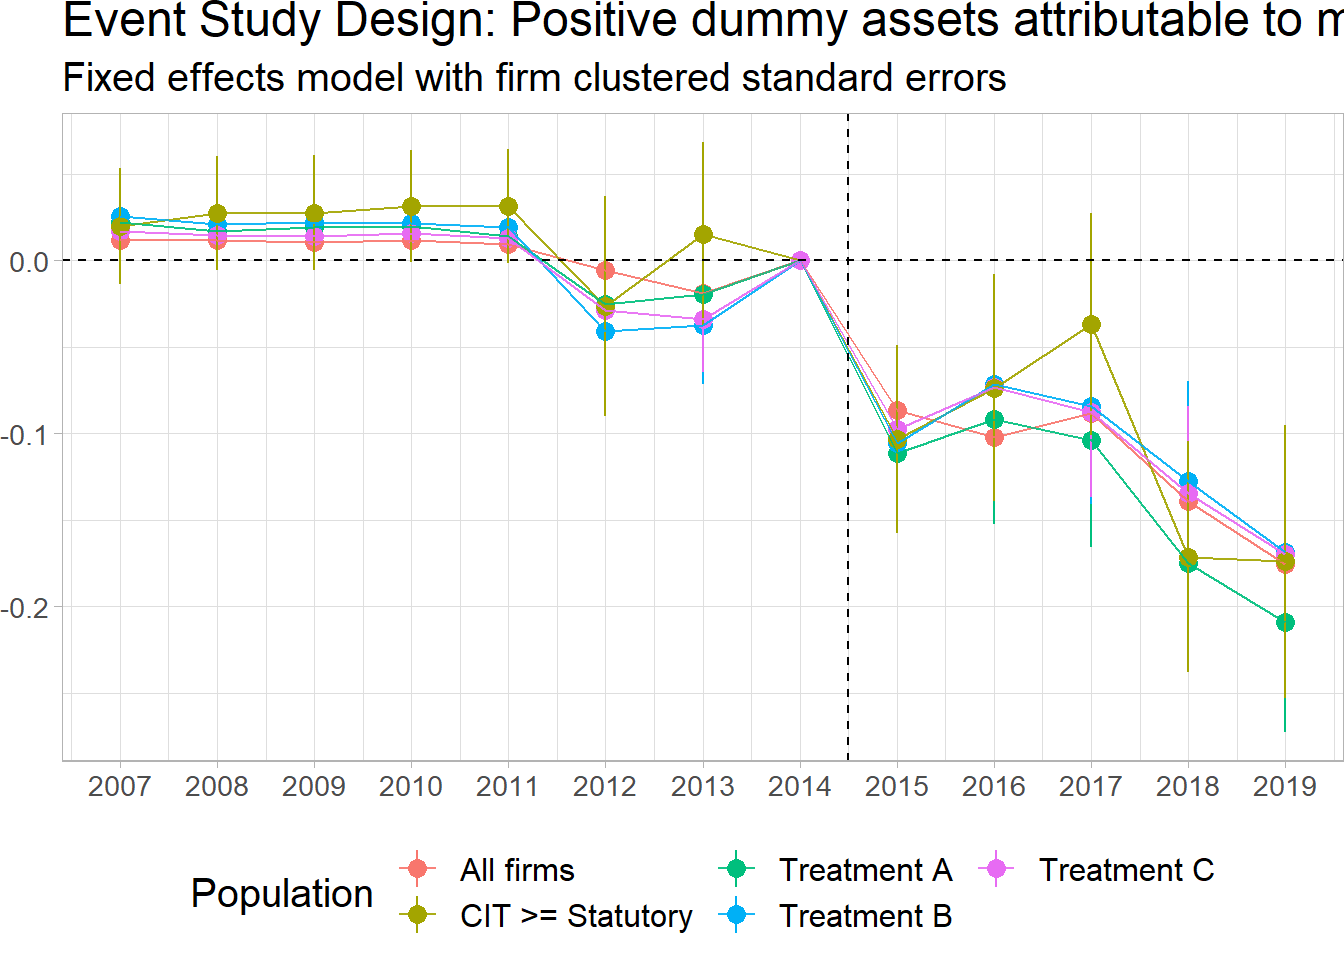 Event Study Design: Positive dummy assets attributable to
Fixed effects model with firm clustered standard errors
0.0
-0.1
-0.2
2007 2008 2009 2010 2011 2012 2013 2014 2015 2016 2017 2018 2019
Population
All firms
CIT >= Statutory
Treatment A
Treatment B
Treatment C